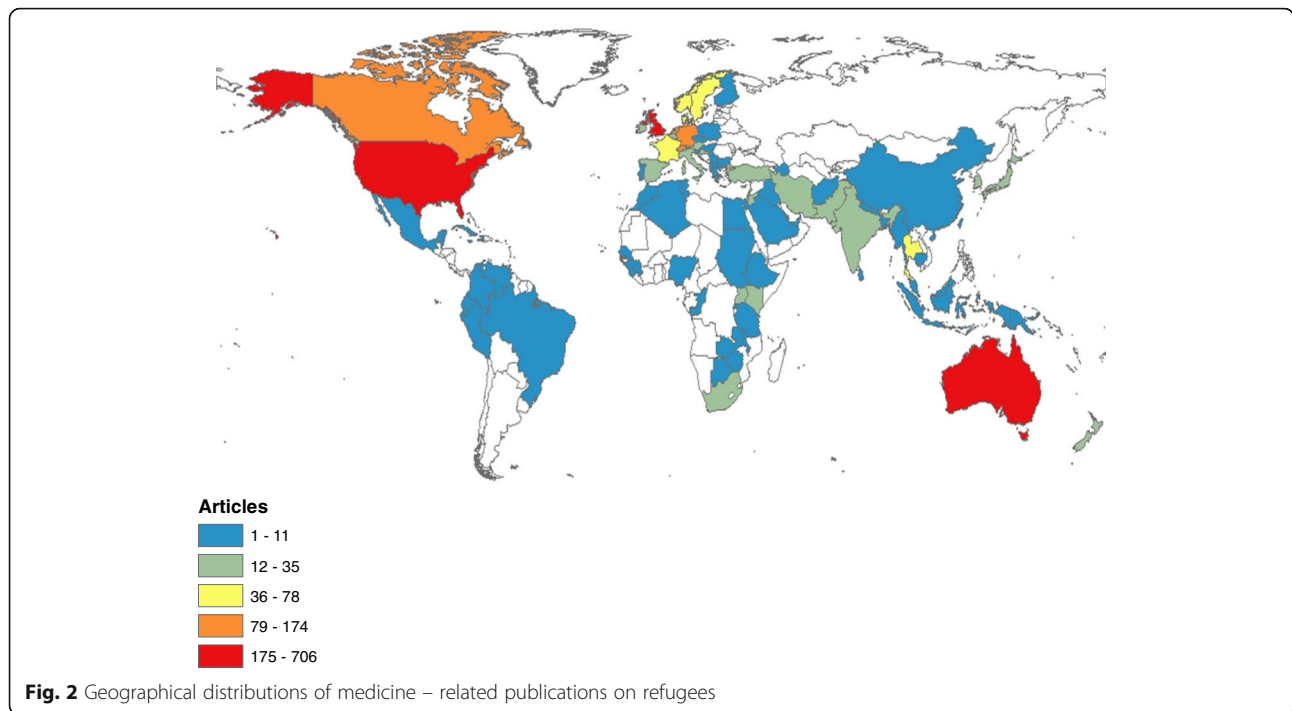 Articles
1 - 11
12 - 35
36 - 78
79 - 174
175 - 706
Fig. 2 Geographical distributions of medicine – related publications on refugees